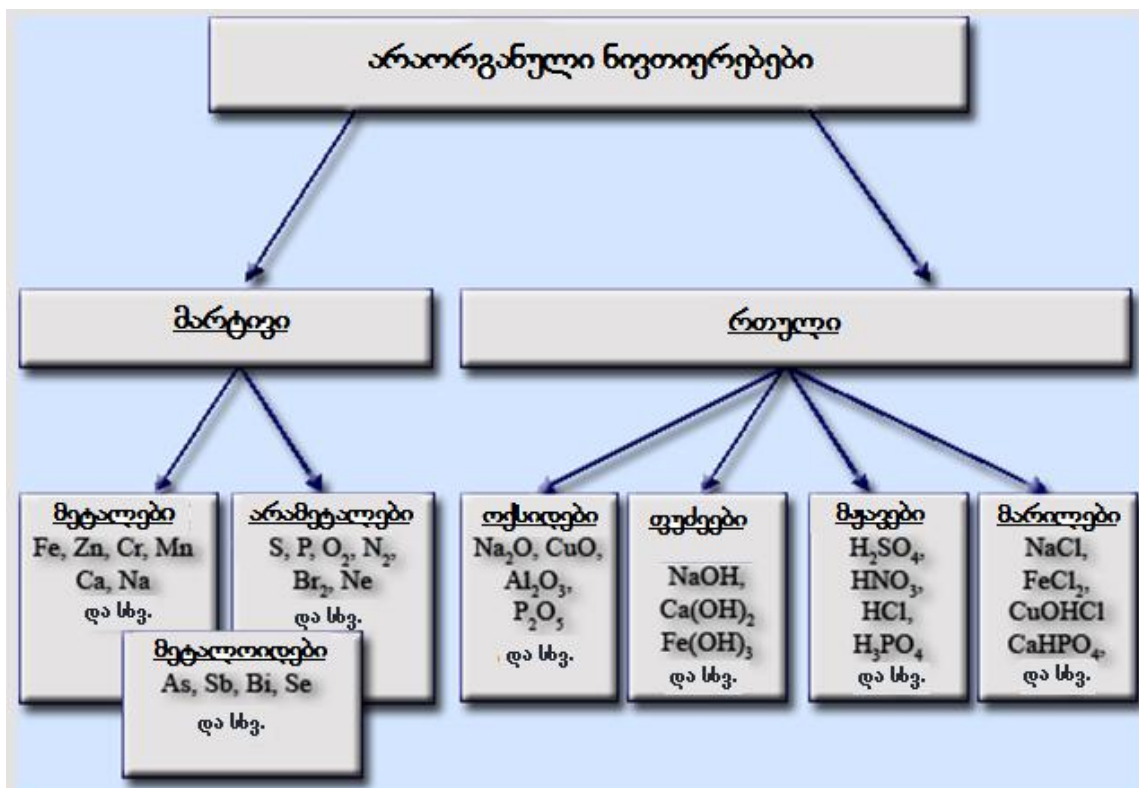 არაორგანული ნივთიერებები
მარტივი
რთული
მეტალები
Fe, Zn, Cr, Mn
Ca, Na
და სხვ.
არამეტალები
S, P, O₂, N₂,
Br₂, Ne
და სხვ.
მეტალოიდები
As, Sb, Bi, Se
და სხვ.
ოქსიდები
Na₂O, CuO,
Al₂O₃,
P₂O₅
და სხვ.
ფუძეები
NaOH,
Ca(OH)₂
Fe(OH)₃
და სხვ.
მჟავები
H₂SO₄,
HNO₃,
HCl,
H₃PO₄
და სხვ.
მარილები
NaCl,
FeCl₂,
CuOHCl
CaHPO₄,
და სხვ.